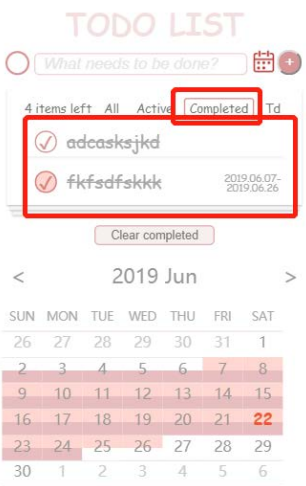 TODO LIST
What needs to be done?
+
4 items left All Active Completed Td
adcasksjkd
fkfsdfskkk 2019.06.07-
2019.06.26
Clear completed
< 2019 Jun >
SUN MON TUE WED THU FRI SAT
26 27 28 29 30 31 1
2 3 4 5 6 7 8
9 10 11 12 13 14 15
16 17 18 19 20 21 22
23 24 25 26 27 28 29
30 1 2 3 4 5 6